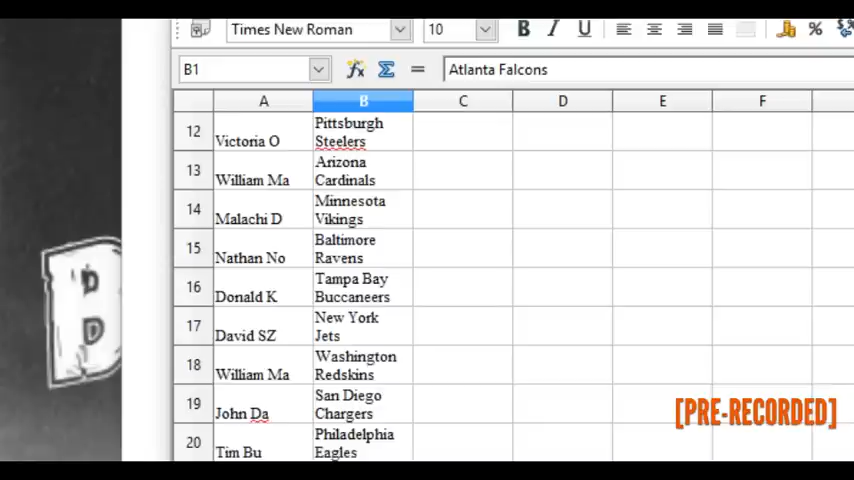 Times New Roman 10 B I U %
B1 fx Σ = Atlanta Falcons
A B C D E F
12 Victoria O Pittsburgh
Steelers
13 William Ma Arizona
Cardinals
14 Malachi D Minnesota
Vikings
15 Nathan No Baltimore
Ravens
16 Donald K Tampa Bay
Buccaneers
17 David SZ New York
Jets
18 William Ma Washington
Redskins
19 John Da San Diego
Chargers
20 Tim Bu Philadelphia
Eagles
[PRE-RECORDED]